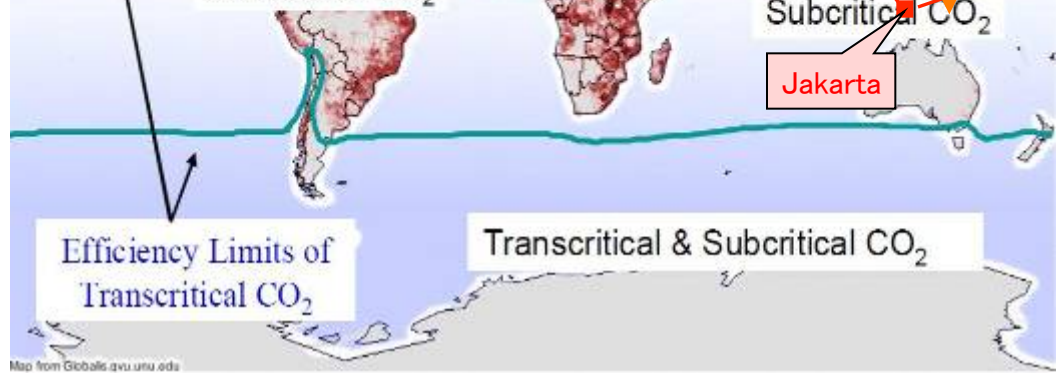 Subcritical CO₂
Jakarta
Efficiency Limits of
Transcritical CO₂
Transcritical & Subcritical CO₂
Map from Globalis.gvu.unu.edu